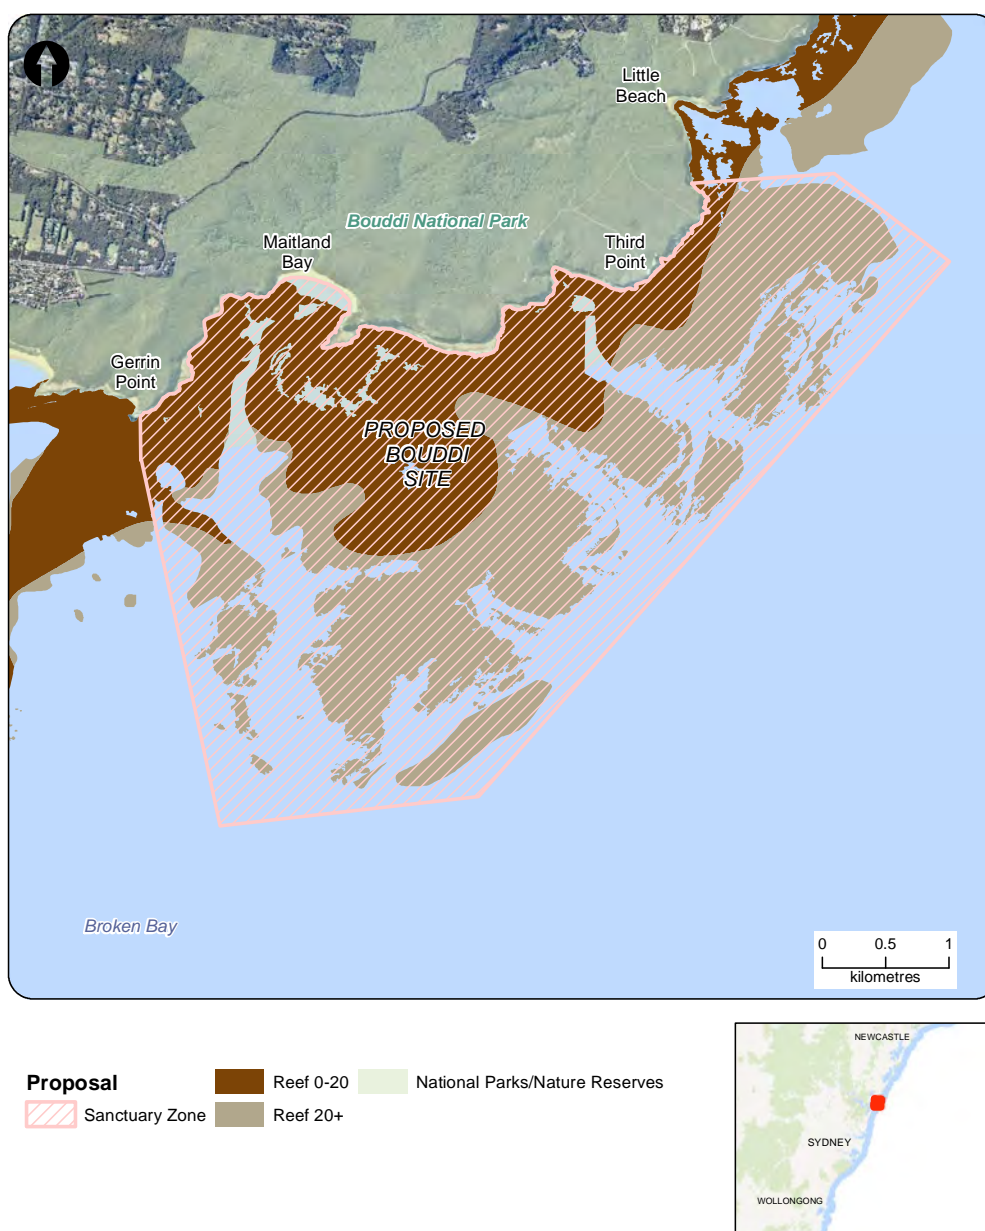 Little
Beach
Bouddi National Park
Maitland
Bay
Third
Point
Gerrin
Point
PROPOSED
BOUDDI
SITE
Broken Bay
0 0.5 1
kilometres
Proposal
Sanctuary Zone
Reef 0-20
Reef 20+
National Parks/Nature Reserves
NEWCASTLE
SYDNEY
WOLLONGONG